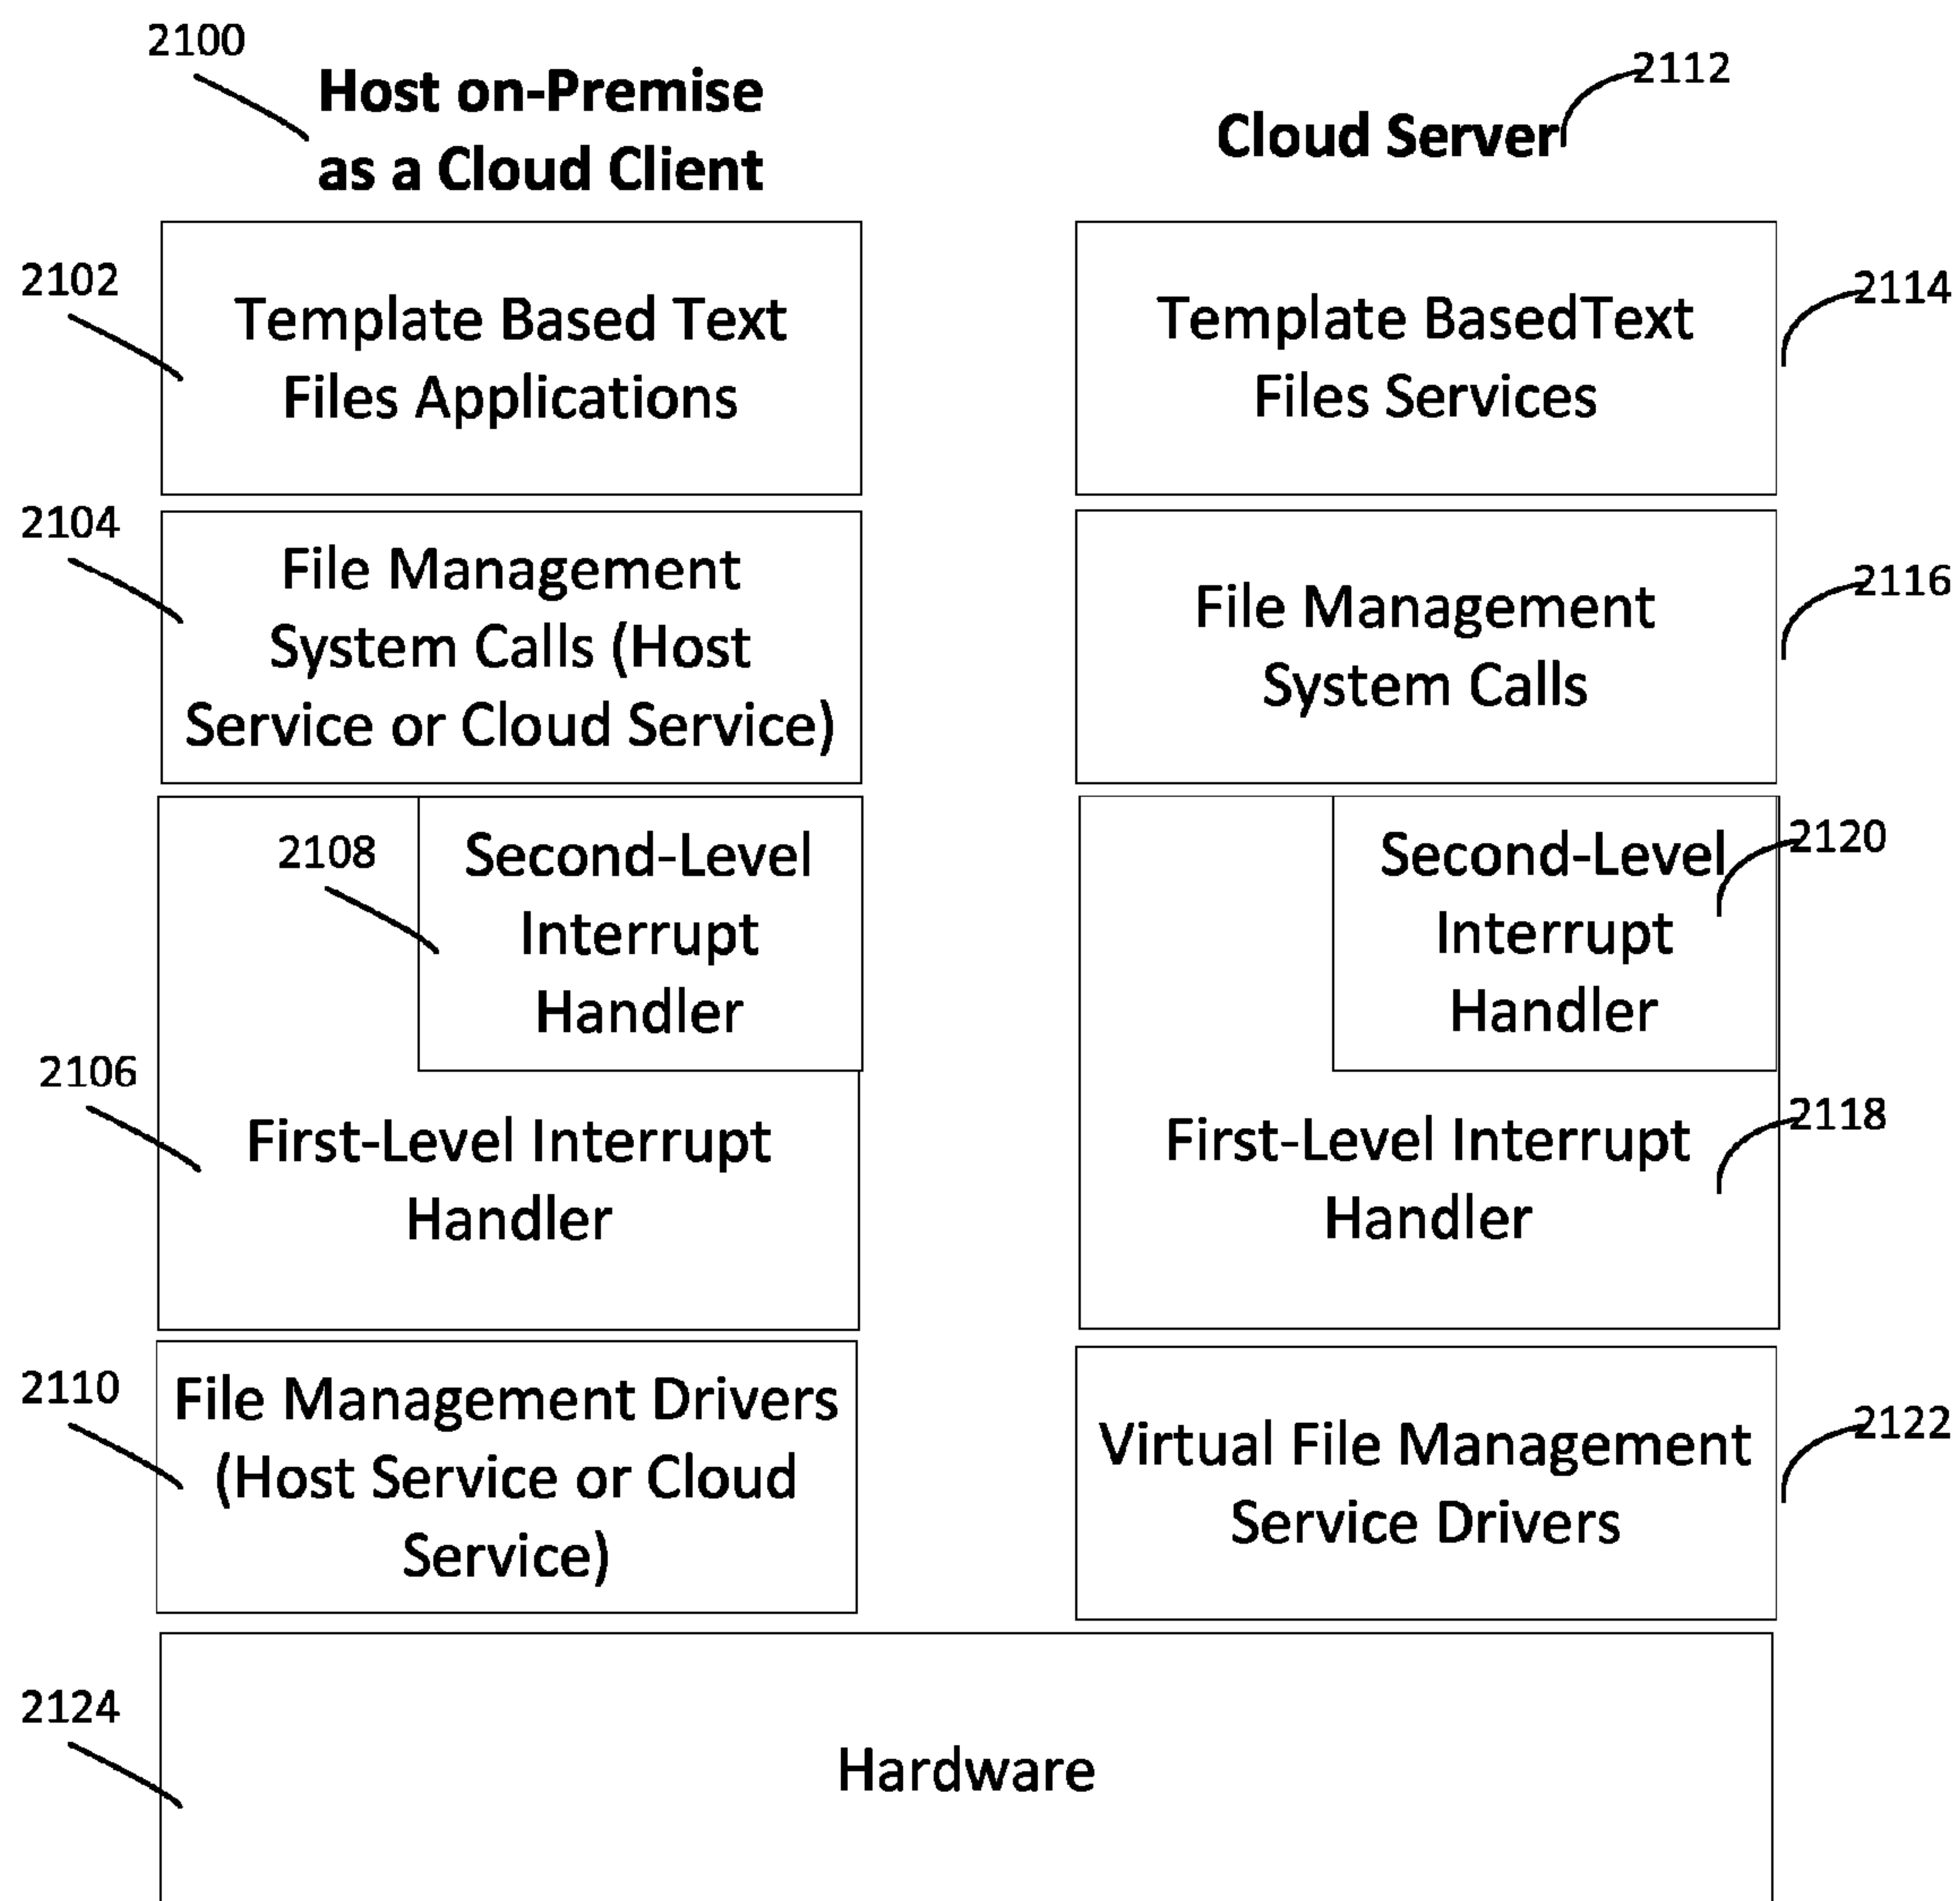 2100
Host on-Premise
as a Cloud Client
2112
Cloud Server
2102
Template Based Text
Files Applications
2114
Template BasedText
Files Services
2104
File Management
System Calls (Host
Service or Cloud Service)
2116
File Management
System Calls
2108
Second-Level
Interrupt
Handler
2120
Second-Level
Interrupt
Handler
2106
First-Level Interrupt
Handler
2118
First-Level Interrupt
Handler
2110
File Management Drivers
(Host Service or Cloud
Service)
2122
Virtual File Management
Service Drivers
2124
Hardware